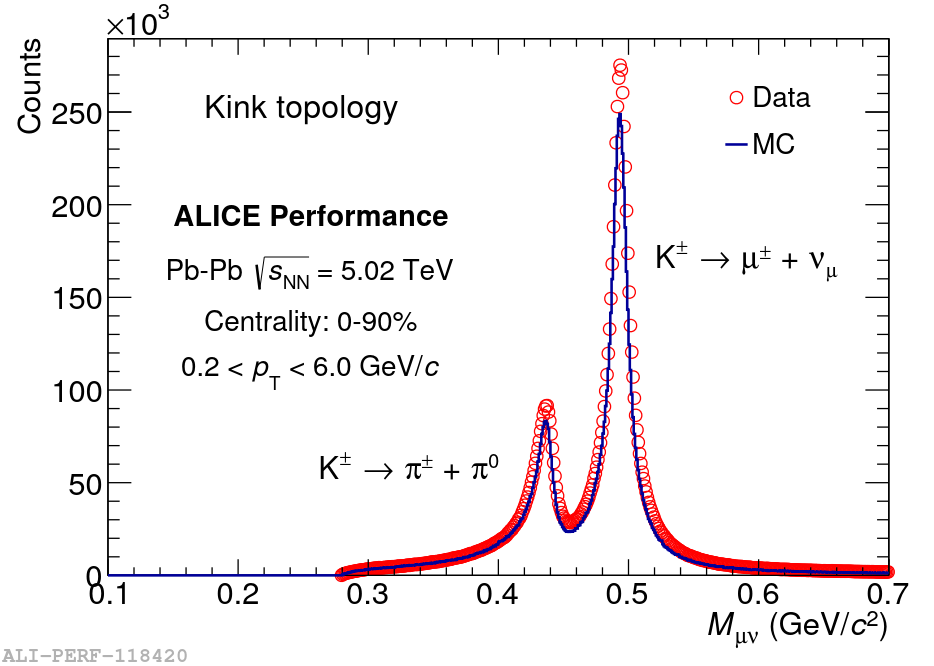 ×10³
Counts
Kink topology
Data
MC
ALICE Performance
Pb-Pb √s_NN = 5.02 TeV
Centrality: 0-90%
0.2 < p_T < 6.0 GeV/c
K± → μ± + ν_μ
K± → π± + π⁰
250
200
150
100
50
0
0.1 0.2 0.3 0.4 0.5 0.6 0.7
M_μν (GeV/c²)
ALI-PERF-118420